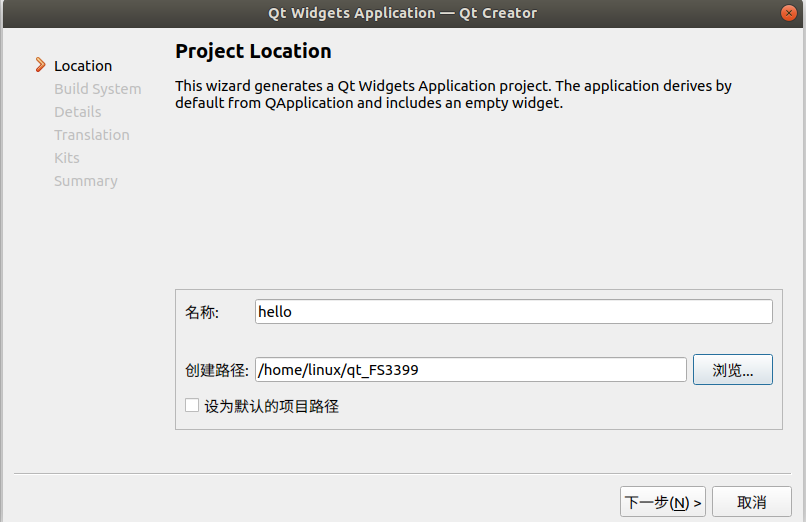 Qt Widgets Application — Qt Creator
Location
Build System
Details
Translation
Kits
Summary
Project Location
This wizard generates a Qt Widgets Application project. The application derives by
default from QApplication and includes an empty widget.
名称: hello
创建路径: /home/linux/qt_FS3399 浏览...
设为默认的项目路径
下一步(N) > 取消